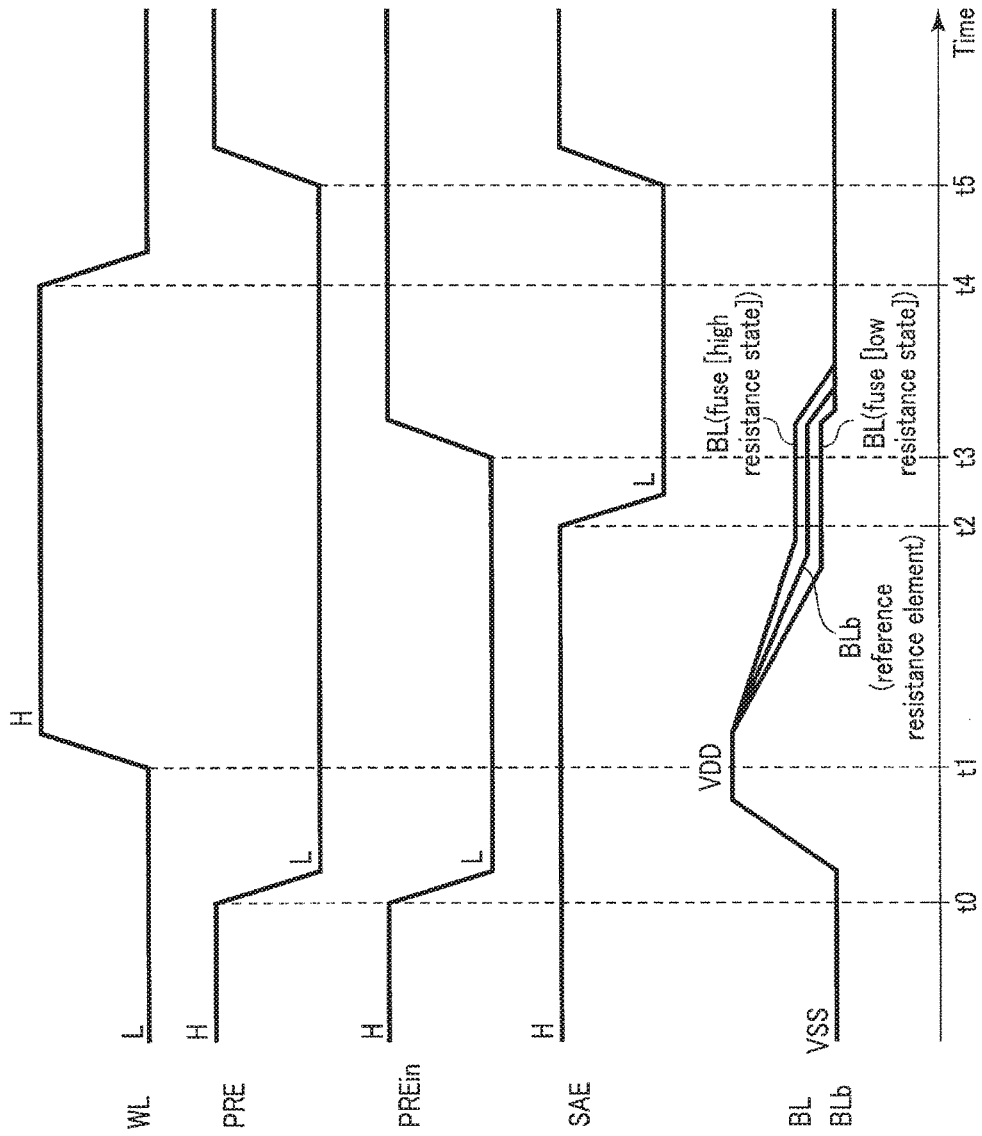 WL
L
H
PRE
H
L
PREin
H
L
SAE
H
L
BL
BLb
VSS
VDD
BLb
(reference
resistance element)
BL(fuse [high
resistance state])
BL(fuse [low
resistance state])
t0
t1
t2
t3
t4
t5
Time